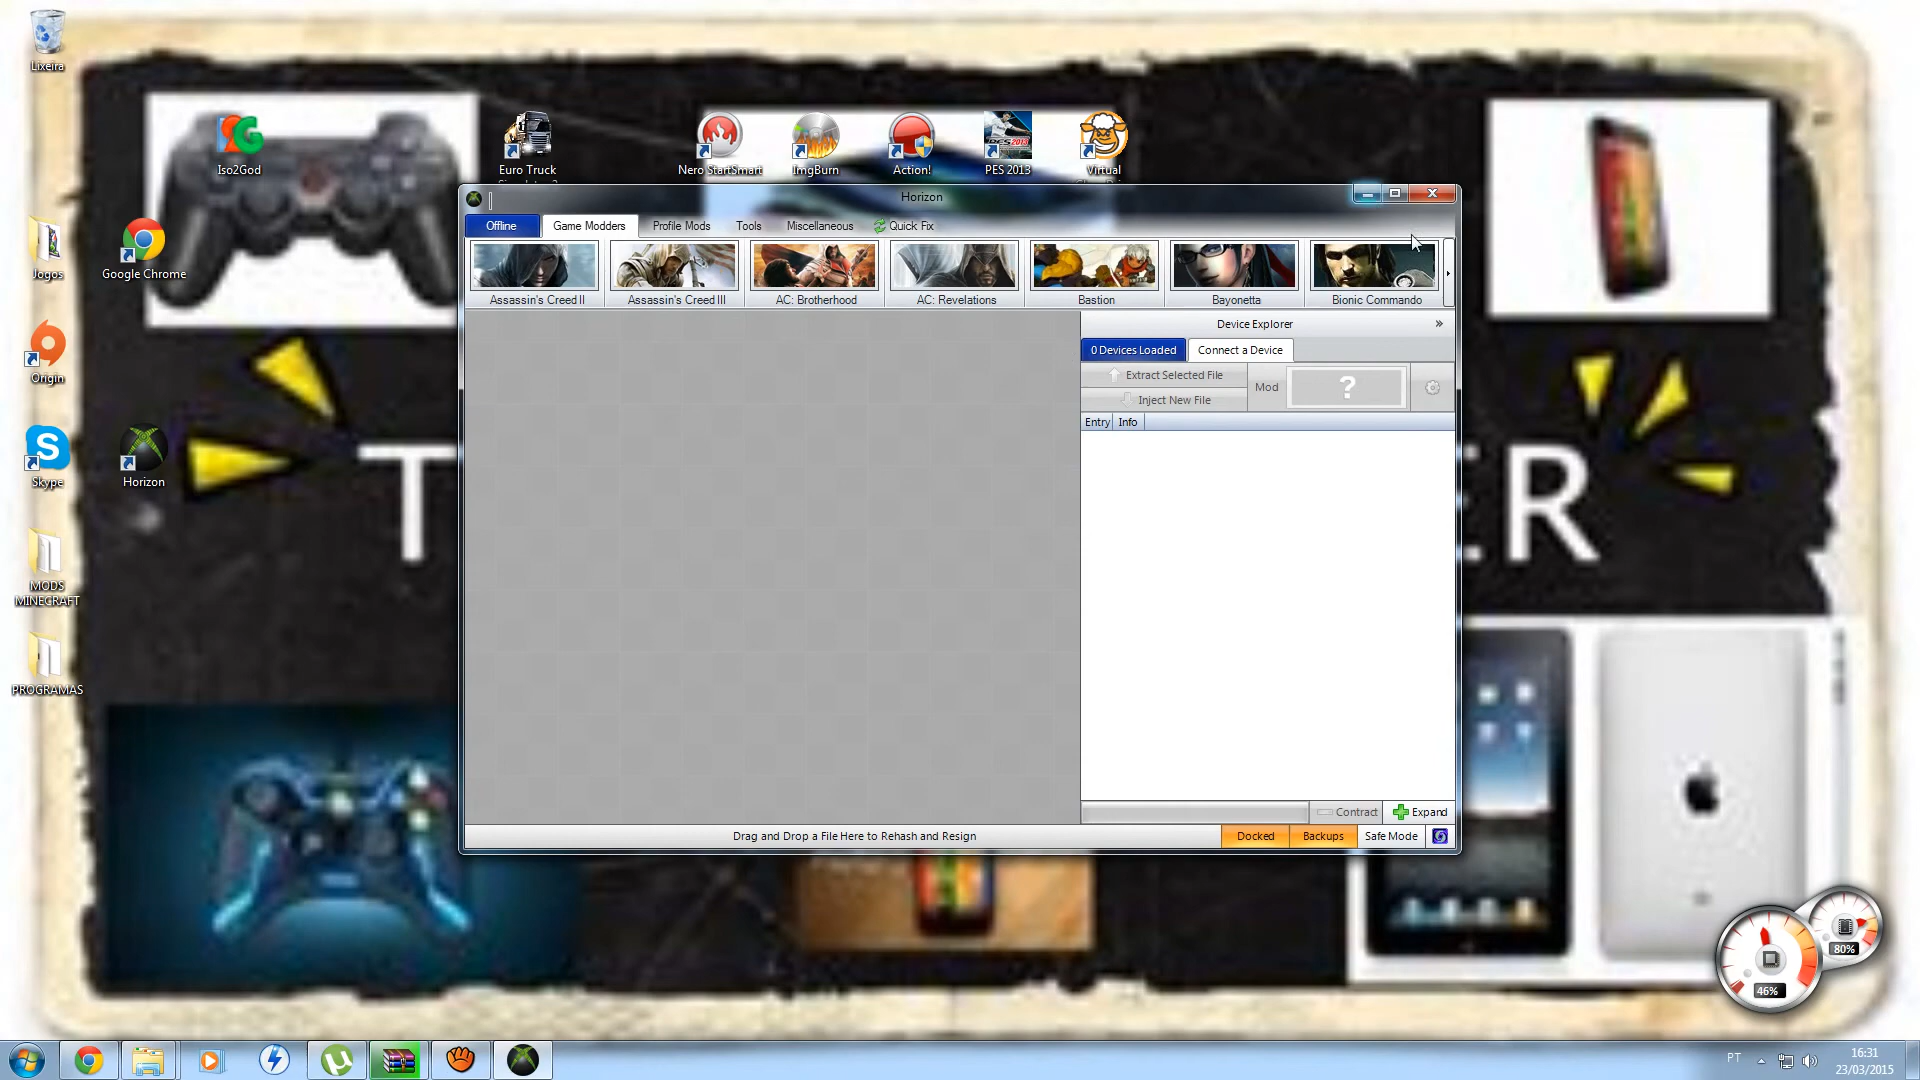 Lixeira
Iso2God
Euro Truck
Nero StartSmart
ImgBurn
Action!
PES 2013
Virtual
Jogos
Google Chrome
Origin
Skype
Horizon
MODS
MINECRAFT
PROGRAMAS
T
ER
Horizon
Offline
Game Modders
Profile Mods
Tools
Miscellaneous
Quick Fix
Assassin's Creed II
Assassin's Creed III
AC: Brotherhood
AC: Revelations
Bastion
Bayonetta
Bionic Commando
Device Explorer
»
0 Devices Loaded
Connect a Device
Extract Selected File
Inject New File
Mod
?
Entry
Info
Contract
Expand
Drag and Drop a File Here to Rehash and Resign
Docked
Backups
Safe Mode
80%
46%
PT
16:31
23/03/2015